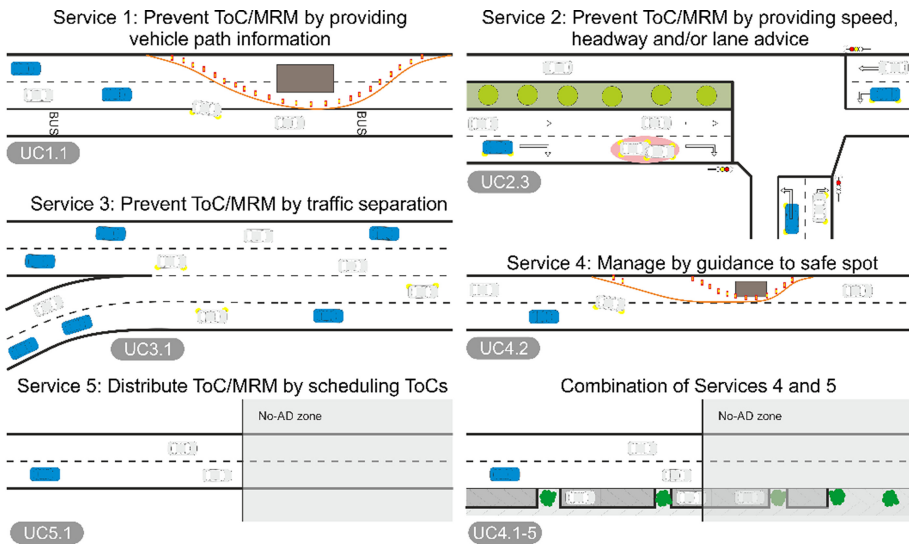 Service 1: Prevent ToC/MRM by providing
vehicle path information
BUS
BUS
UC1.1
Service 2: Prevent ToC/MRM by providing speed,
headway and/or lane advice
UC2.3
Service 3: Prevent ToC/MRM by traffic separation
UC3.1
Service 4: Manage by guidance to safe spot
UC4.2
Service 5: Distribute ToC/MRM by scheduling ToCs
No-AD zone
UC5.1
Combination of Services 4 and 5
No-AD zone
UC4.1-5